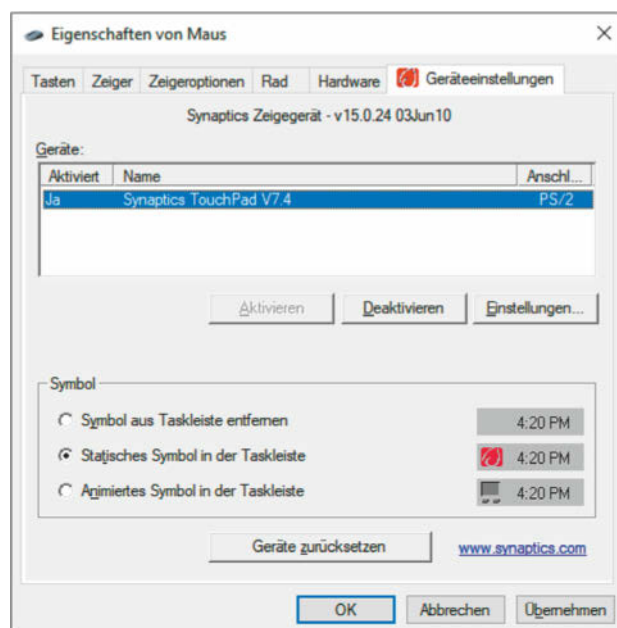 Eigenschaften von Maus
Tasten Zeiger Zeigeroptionen Rad Hardware Geräteeinstellungen
Synaptics Zeigegerät - v15.0.24 03Jun10
Geräte:
Aktiviert Name Anschl...
Ja Synaptics TouchPad V7.4 PS/2
Aktivieren Deaktivieren Einstellungen...
Symbol
Symbol aus Taskleiste entfernen 4:20 PM
Statisches Symbol in der Taskleiste 4:20 PM
Animiertes Symbol in der Taskleiste 4:20 PM
Geräte zurücksetzen www.synaptics.com
OK Abbrechen Übernehmen